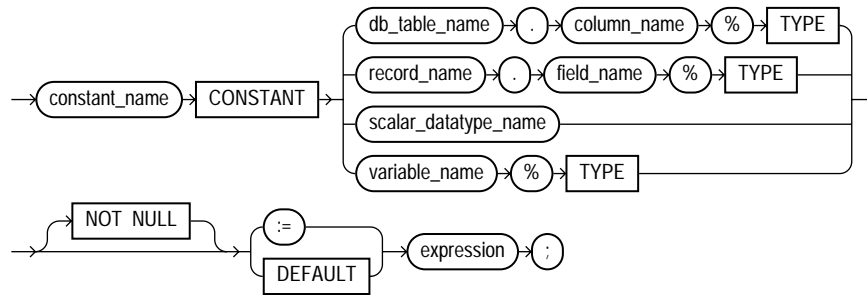 db_table_name . column_name % TYPE
record_name . field_name % TYPE
constant_name CONSTANT
scalar_datatype_name
variable_name % TYPE
NOT NULL
:=
DEFAULT
expression ;